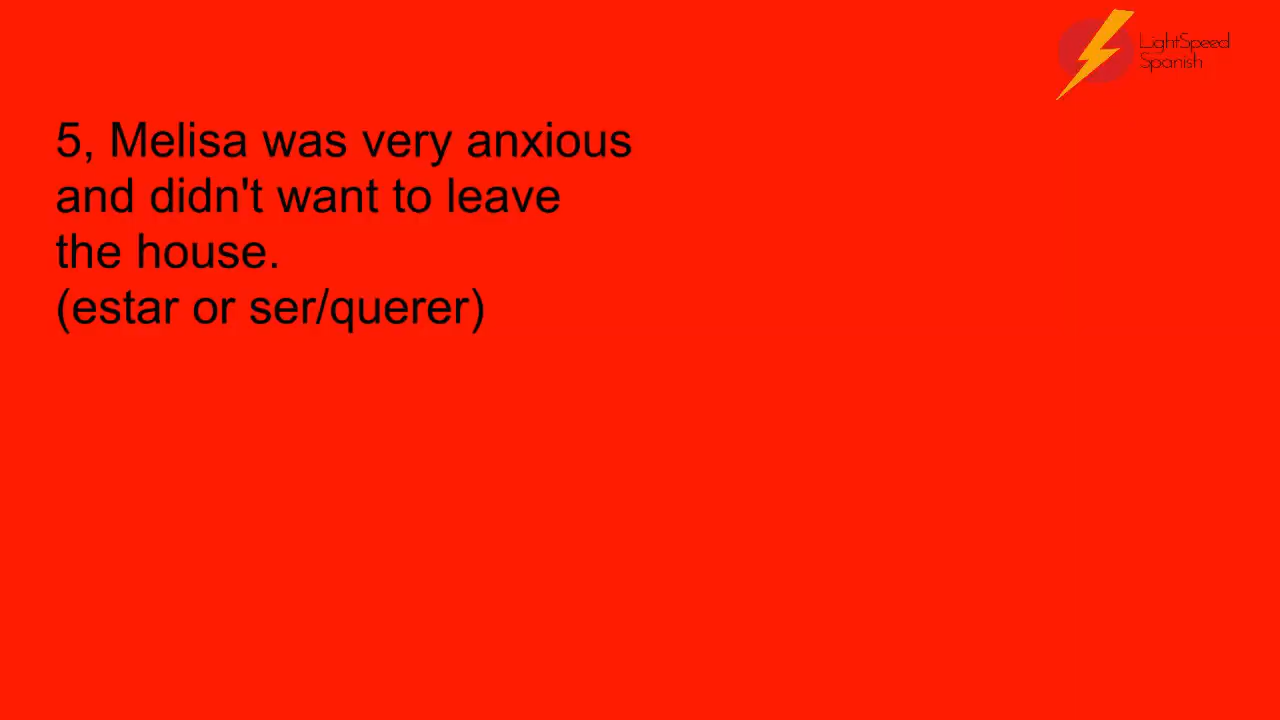 LightSpeed
Spanish
5, Melisa was very anxious
and didn't want to leave
the house.
(estar or ser/querer)